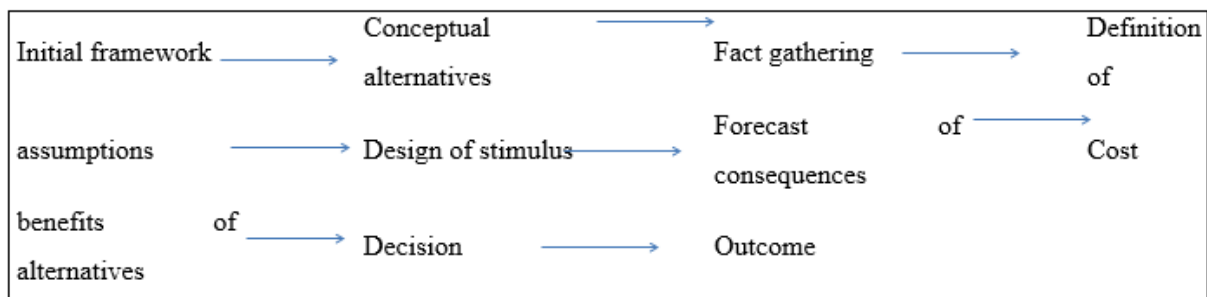 Initial framework
Conceptual
alternatives
Fact gathering
Definition
of
assumptions
Design of stimulus
Forecast of
consequences
Cost
benefits of
alternatives
Decision
Outcome